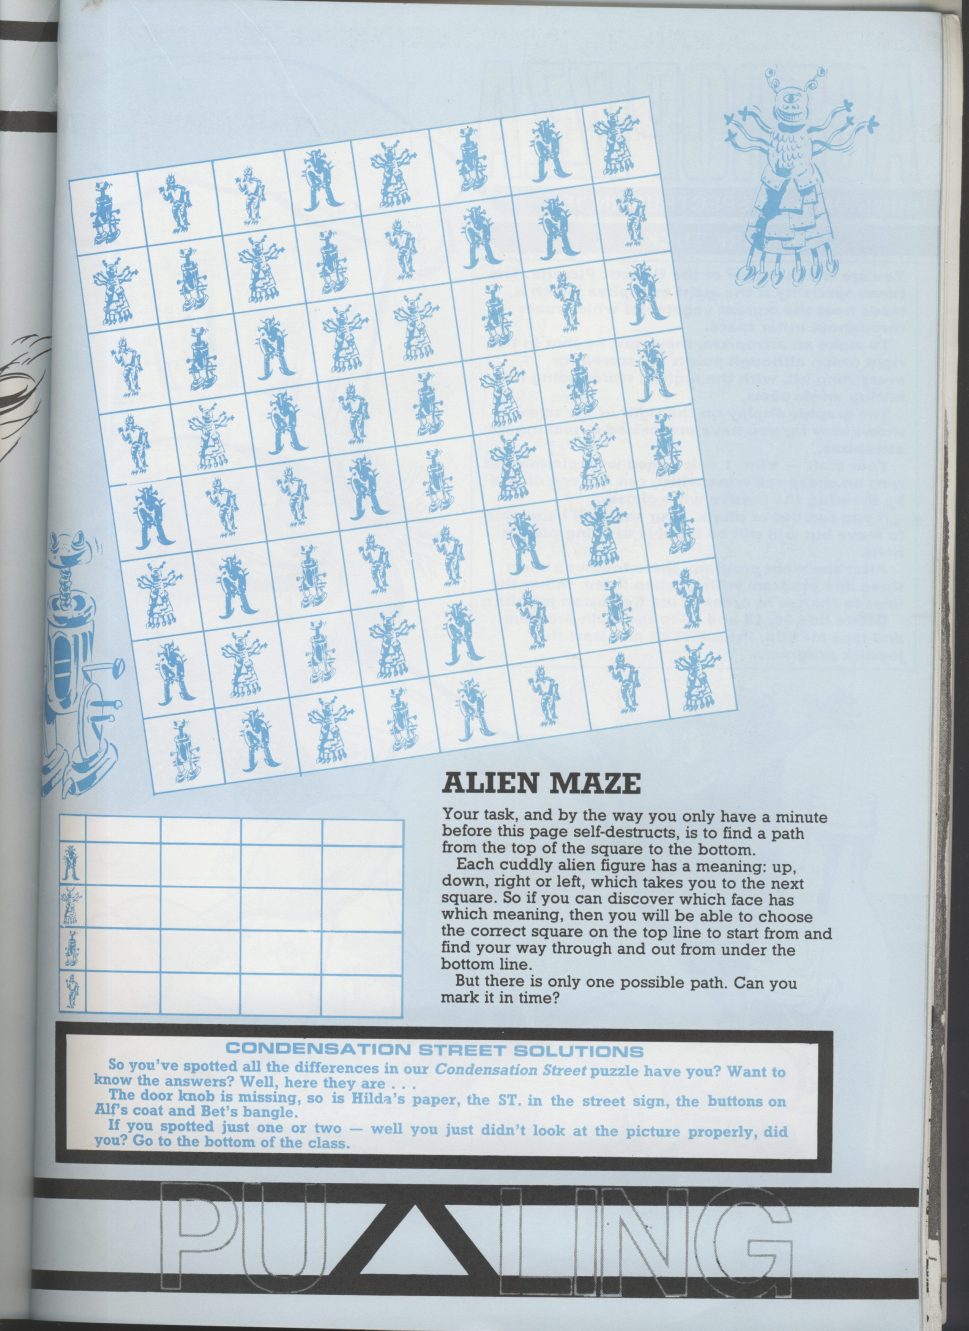 ALIEN MAZE
Your task, and by the way you only have a minute
before this page self-destructs, is to find a path
from the top of the square to the bottom.
Each cuddly alien figure has a meaning: up,
down, right or left, which takes you to the next
square. So if you can discover which face has
which meaning, then you will be able to choose
the correct square on the top line to start from and
find your way through and out from under the
bottom line.
But there is only one possible path. Can you
mark it in time?
CONDENSATION STREET SOLUTIONS
So you've spotted all the differences in our Condensation Street puzzle have you? Want to
know the answers? Well, here they are . . .
The door knob is missing, so is Hilda's paper, the ST. in the street sign, the buttons on
Alf's coat and Bet's bangle.
If you spotted just one or two — well you just didn't look at the picture properly, did
you? Go to the bottom of the class.
PU LING